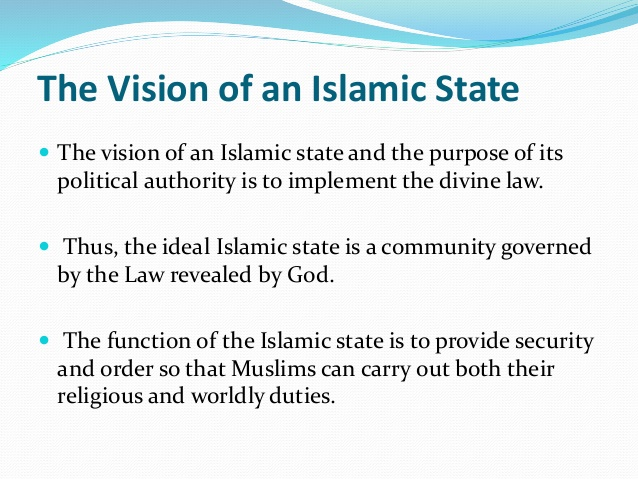 The Vision of an Islamic State
• The vision of an Islamic state and the purpose of its
political authority is to implement the divine law.
• Thus, the ideal Islamic state is a community governed
by the Law revealed by God.
• The function of the Islamic state is to provide security
and order so that Muslims can carry out both their
religious and worldly duties.